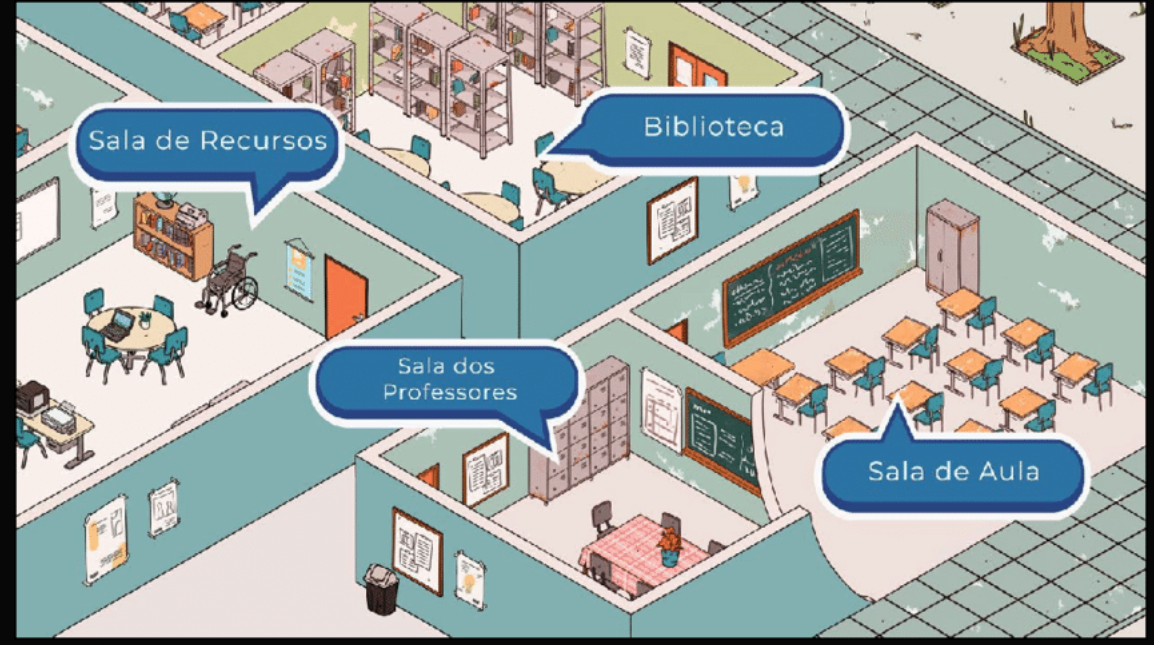 Biblioteca
Sala de Recursos
Sala dos
Professores
Sala de Aula